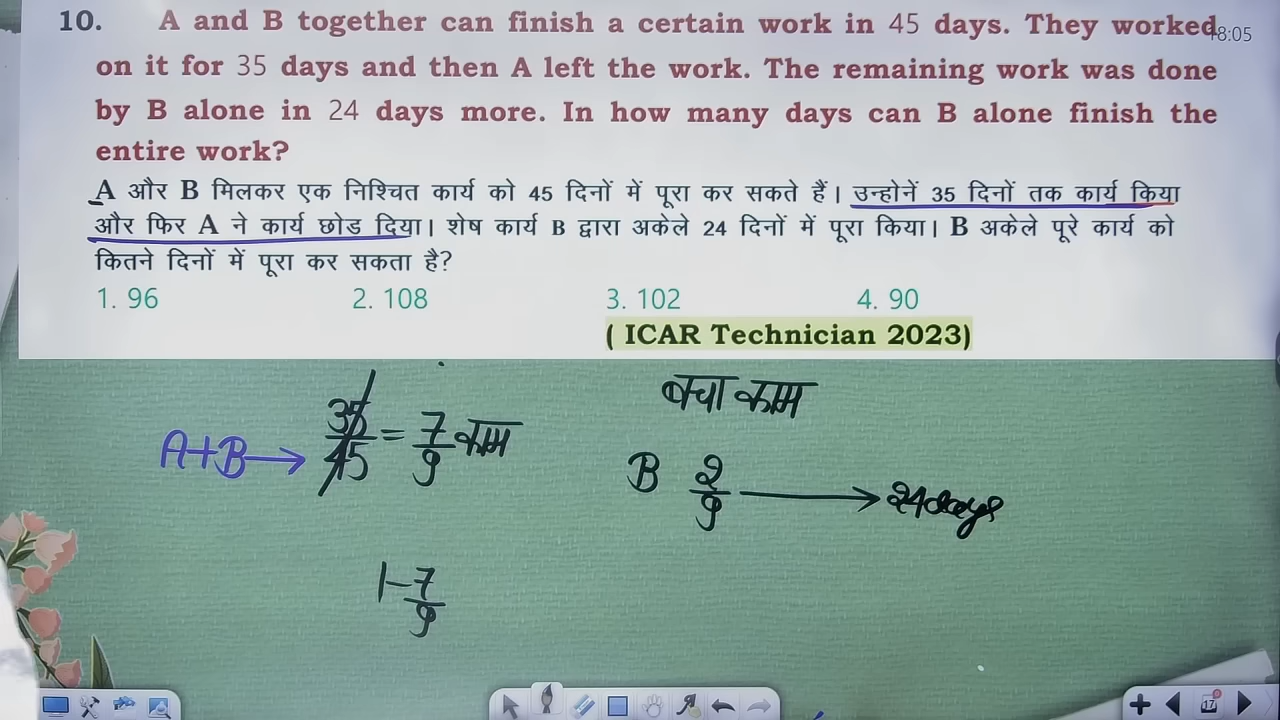 10. A and B together can finish a certain work in 45 days. They worked
18:05
on it for 35 days and then A left the work. The remaining work was done
by B alone in 24 days more. In how many days can B alone finish the
entire work?
A और B मिलकर एक निश्चित कार्य को 45 दिनों में पूरा कर सकते हैं। उन्होनें 35 दिनों तक कार्य किया
और फिर A ने कार्य छोड दिया। शेष कार्य B द्वारा अकेले 24 दिनों में पूरा किया। B अकेले पूरे कार्य को
कितने दिनों में पूरा कर सकता है?
1. 96 2. 108 3. 102 4. 90
( ICAR Technician 2023)
बचा काम
A+B→ 35/45 = 7/9 काम
B 2/9 → 24days
1-7/9
17